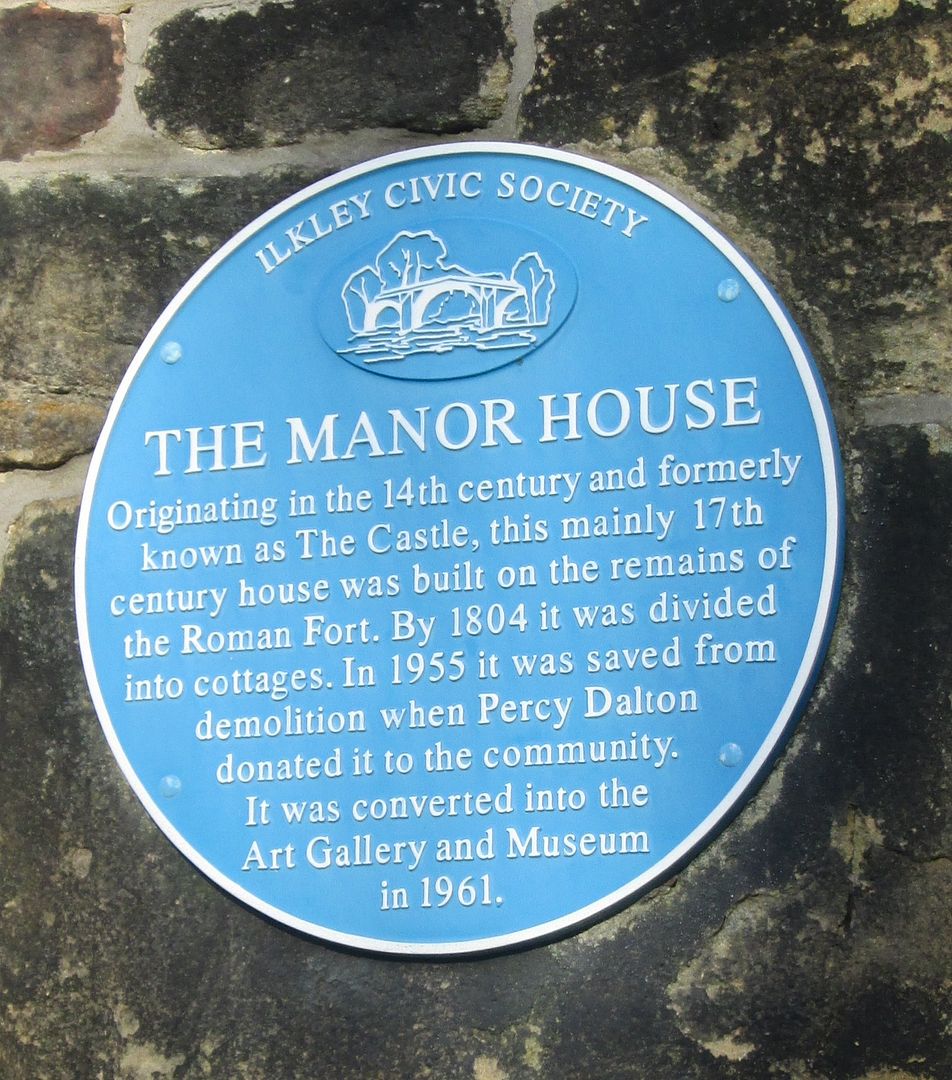 ILKLEY CIVIC SOCIETY
THE MANOR HOUSE
Originating in the 14th century and formerly
known as The Castle, this mainly 17th
century house was built on the remains of
the Roman Fort. By 1804 it was divided
into cottages. In 1955 it was saved from
demolition when Percy Dalton
donated it to the community.
It was converted into the
Art Gallery and Museum
in 1961.